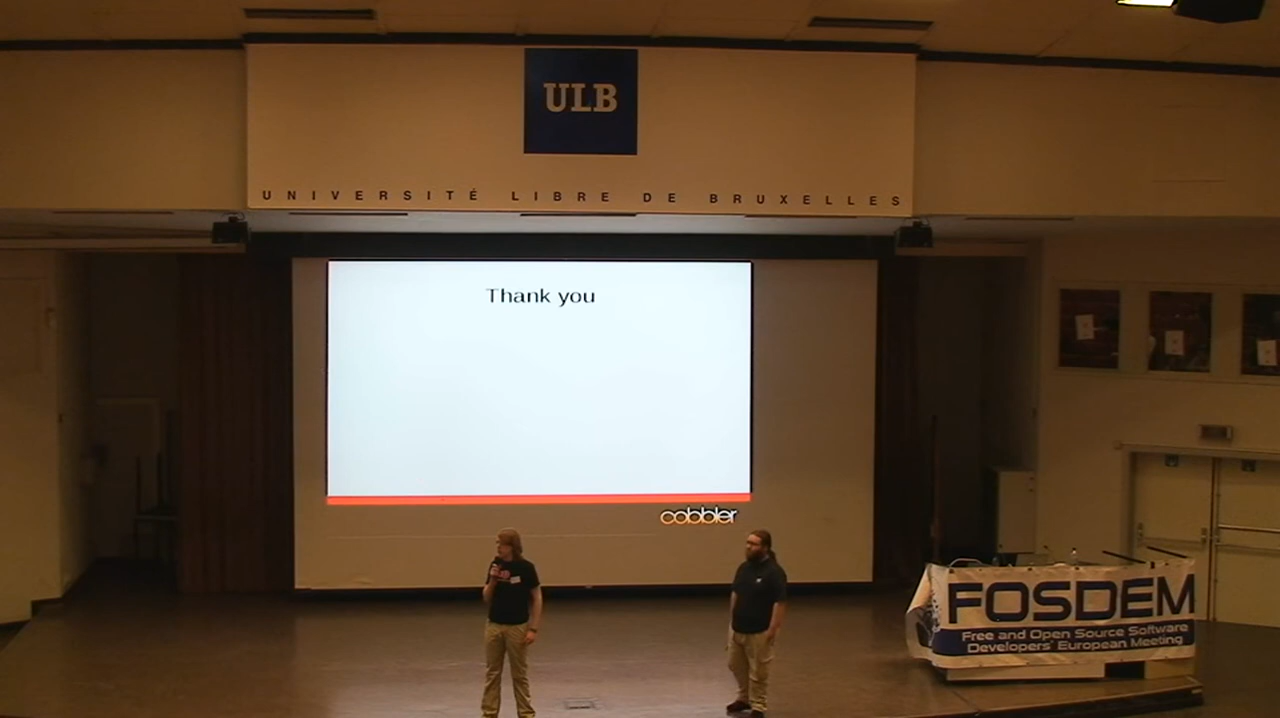 ULB
UNIVERSITÉ LIBRE DE BRUXELLES
Thank you
cobbler
FOSDEM
Free and Open Source Software
Developers' European Meeting